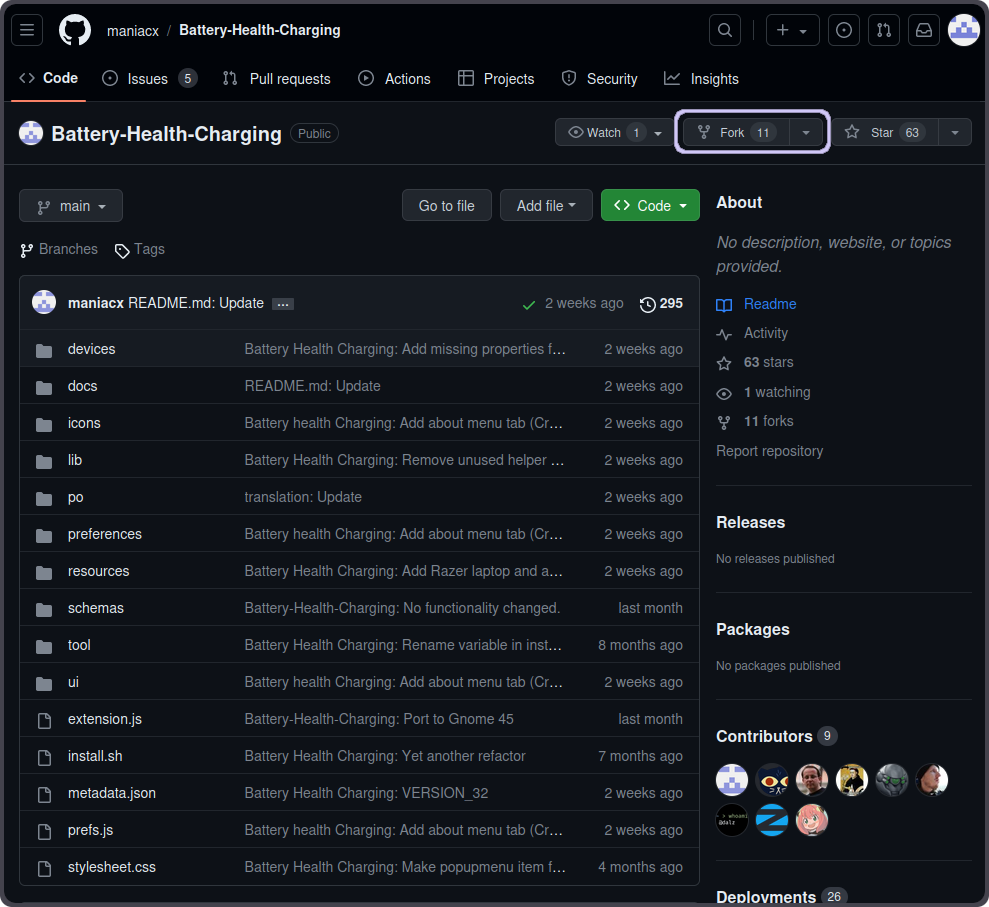 maniacx / Battery-Health-Charging
Code Issues 5 Pull requests Actions Projects Security Insights
Battery-Health-Charging Public Watch 1 Fork 11 Star 63
main Go to file Add file Code
Branches Tags
maniacx README.md: Update ... 2 weeks ago 295
devices Battery Health Charging: Add missing properties f... 2 weeks ago
docs README.md: Update 2 weeks ago
icons Battery health Charging: Add about menu tab (Cr... 2 weeks ago
lib Battery Health Charging: Remove unused helper ... 2 weeks ago
po translation: Update 2 weeks ago
preferences Battery health Charging: Add about menu tab (Cr... 2 weeks ago
resources Battery Health Charging: Add Razer laptop and a... 2 weeks ago
schemas Battery-Health-Charging: No functionality changed. last month
tool Battery Health Charging: Rename variable in inst... 8 months ago
ui Battery health Charging: Add about menu tab (Cr... 2 weeks ago
extension.js Battery-Health-Charging: Port to Gnome 45 last month
install.sh Battery Health Charging: Yet another refactor 7 months ago
metadata.json Battery Health Charging: VERSION_32 2 weeks ago
prefs.js Battery health Charging: Add about menu tab (Cr... 2 weeks ago
stylesheet.css Battery Health Charging: Make popupmenu item f... 4 months ago
About
No description, website, or topics
provided.
Readme
Activity
63 stars
1 watching
11 forks
Report repository
Releases
No releases published
Packages
No packages published
Contributors 9
Deployments 26